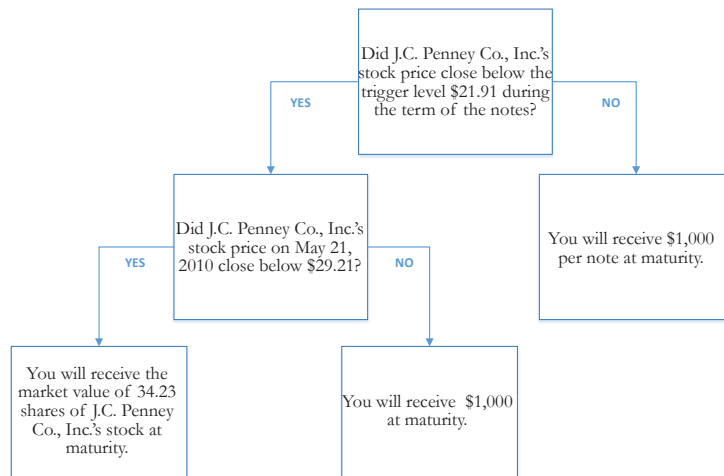 Did J.C. Penney Co., Inc.'s
stock price close below the
trigger level $21.91 during
the term of the notes?
YES
NO
Did J.C. Penney Co., Inc.'s
stock price on May 21,
2010 close below $29.21?
You will receive $1,000
per note at maturity.
YES
NO
You will receive the
market value of 34.23
shares of J.C. Penney
Co., Inc.'s stock at
maturity.
You will receive $1,000
at maturity.